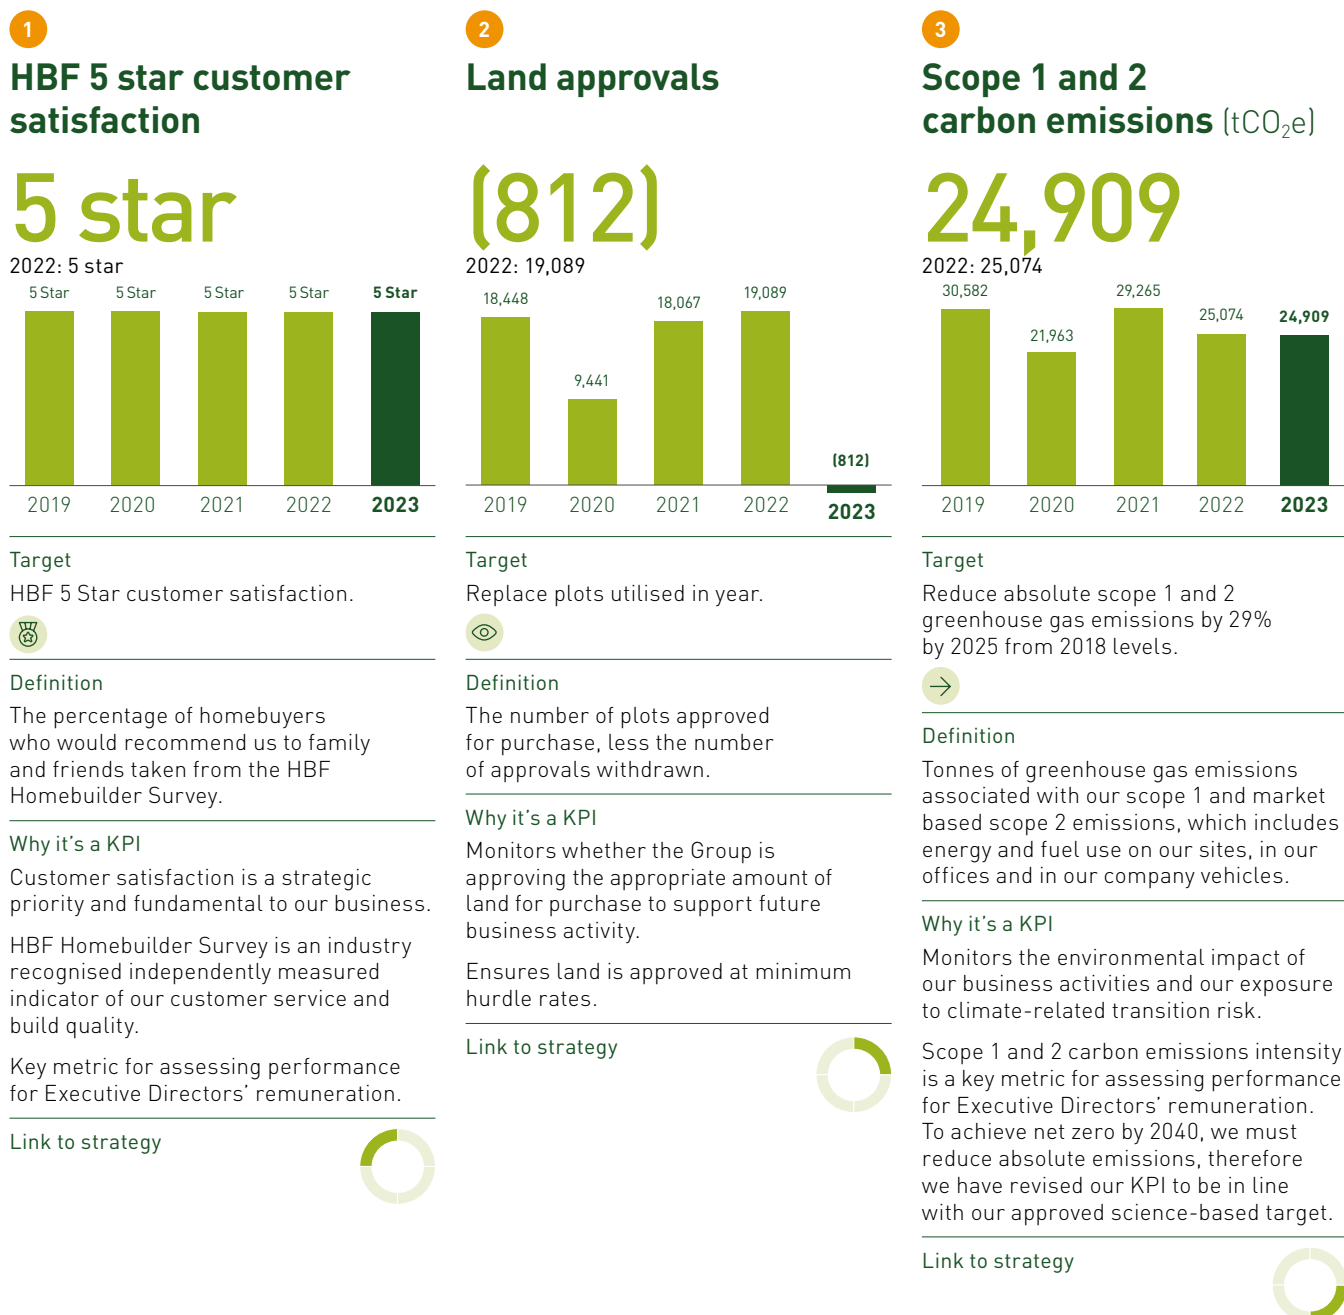 1
HBF 5 star customer
satisfaction
5 star
2022: 5 star
5 Star 5 Star 5 Star 5 Star 5 Star
2019 2020 2021 2022 2023
Target
HBF 5 Star customer satisfaction.
Definition
The percentage of homebuyers
who would recommend us to family
and friends taken from the HBF
Homebuilder Survey.
Why it's a KPI
Customer satisfaction is a strategic
priority and fundamental to our business.
HBF Homebuilder Survey is an industry
recognised independently measured
indicator of our customer service and
build quality.
Key metric for assessing performance
for Executive Directors' remuneration.
Link to strategy
2
Land approvals
(812)
2022: 19,089
18,448 9,441 18,067 19,089 (812)
2019 2020 2021 2022 2023
Target
Replace plots utilised in year.
Definition
The number of plots approved
for purchase, less the number
of approvals withdrawn.
Why it's a KPI
Monitors whether the Group is
approving the appropriate amount of
land for purchase to support future
business activity.
Ensures land is approved at minimum
hurdle rates.
Link to strategy
3
Scope 1 and 2
carbon emissions (tCO₂e)
24,909
2022: 25,074
30,582 21,963 29,265 25,074 24,909
2019 2020 2021 2022 2023
Target
Reduce absolute scope 1 and 2
greenhouse gas emissions by 29%
by 2025 from 2018 levels.
Definition
Tonnes of greenhouse gas emissions
associated with our scope 1 and market
based scope 2 emissions, which includes
energy and fuel use on our sites, in our
offices and in our company vehicles.
Why it's a KPI
Monitors the environmental impact of
our business activities and our exposure
to climate-related transition risk.
Scope 1 and 2 carbon emissions intensity
is a key metric for assessing performance
for Executive Directors' remuneration.
To achieve net zero by 2040, we must
reduce absolute emissions, therefore
we have revised our KPI to be in line
with our approved science-based target.
Link to strategy